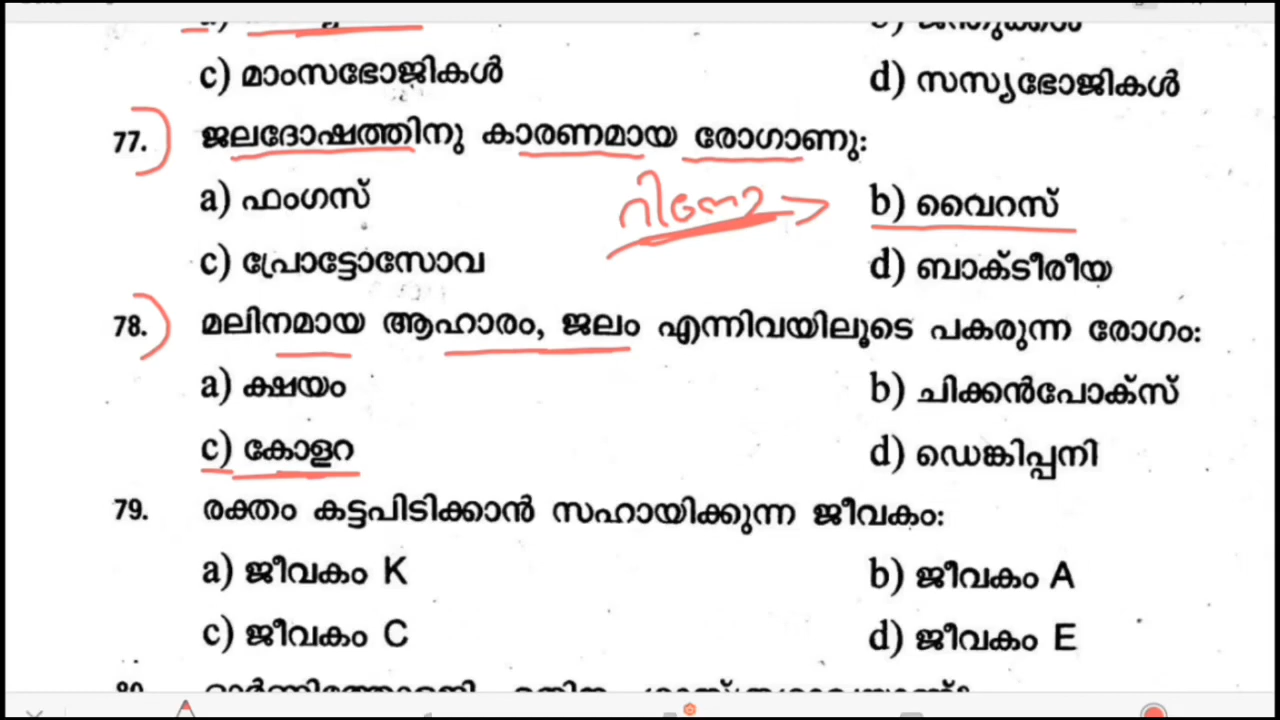 c) മാംസഭോജികൾ
d) സസ്യഭോജികൾ
77. ജലദോഷത്തിനു കാരണമായ രോഗാണു:
a) ഫംഗസ്
b) വൈറസ്
c) പ്രോട്ടോസോവ
d) ബാക്ടീരീയ
78. മലിനമായ ആഹാരം, ജലം എന്നിവയിലൂടെ പകരുന്ന രോഗം:
a) ക്ഷയം
b) ചിക്കൻപോക്സ്
c) കോളറ
d) ഡെങ്കിപ്പനി
79. രക്തം കട്ടപിടിക്കാൻ സഹായിക്കുന്ന ജീവകം:
a) ജീവകം K
b) ജീവകം A
c) ജീവകം C
d) ജീവകം E